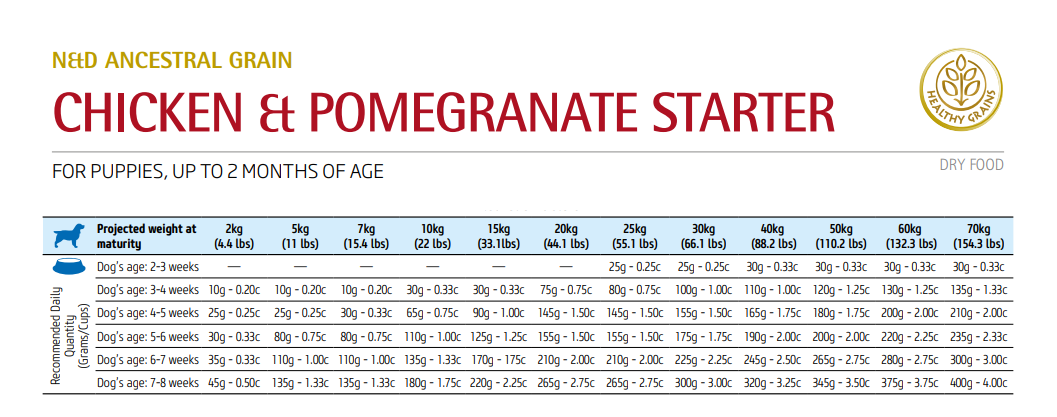 N&D ANCESTRAL GRAIN
CHICKEN & POMEGRANATE STARTER
HEALTHY GRAINS
FOR PUPPIES, UP TO 2 MONTHS OF AGE
DRY FOOD
Projected weight at maturity 2kg (4.4 lbs) 5kg (11 lbs) 7kg (15.4 lbs) 10kg (22 lbs) 15kg (33.1lbs) 20kg (44.1 lbs) 25kg (55.1 lbs) 30kg (66.1 lbs) 40kg (88.2 lbs) 50kg (110.2 lbs) 60kg (132.3 lbs) 70kg (154.3 lbs)
Recommended Daily Quantity (Grams/Cups)
Dog's age: 2-3 weeks — — — — — — 25g - 0.25c 25g - 0.25c 30g - 0.33c 30g - 0.33c 30g - 0.33c 30g - 0.33c
Dog's age: 3-4 weeks 10g - 0.20c 10g - 0.20c 10g - 0.20c 30g - 0.33c 30g - 0.33c 75g - 0.75c 80g - 0.75c 100g - 1.00c 110g - 1.00c 120g - 1.25c 130g - 1.25c 135g - 1.33c
Dog's age: 4-5 weeks 25g - 0.25c 25g - 0.25c 30g - 0.33c 65g - 0.75c 90g - 1.00c 145g - 1.50c 145g - 1.50c 155g - 1.50c 165g - 1.75c 180g - 1.75c 200g - 2.00c 210g - 2.00c
Dog's age: 5-6 weeks 30g - 0.33c 80g - 0.75c 80g - 0.75c 110g - 1.00c 125g - 1.25c 155g - 1.50c 155g - 1.50c 175g - 1.75c 190g - 2.00c 200g - 2.00c 220g - 2.25c 235g - 2.33c
Dog's age: 6-7 weeks 35g - 0.33c 110g - 1.00c 110g - 1.00c 135g - 1.33c 170g - 175c 210g - 2.00c 210g - 2.00c 225g - 2.25c 245g - 2.50c 265g - 2.75c 280g - 2.75c 300g - 3.00c
Dog's age: 7-8 weeks 45g - 0.50c 135g - 1.33c 135g - 1.33c 180g - 1.75c 220g - 2.25c 265g - 2.75c 265g - 2.75c 300g - 3.00c 320g - 3.25c 345g - 3.50c 375g - 3.75c 400g - 4.00c